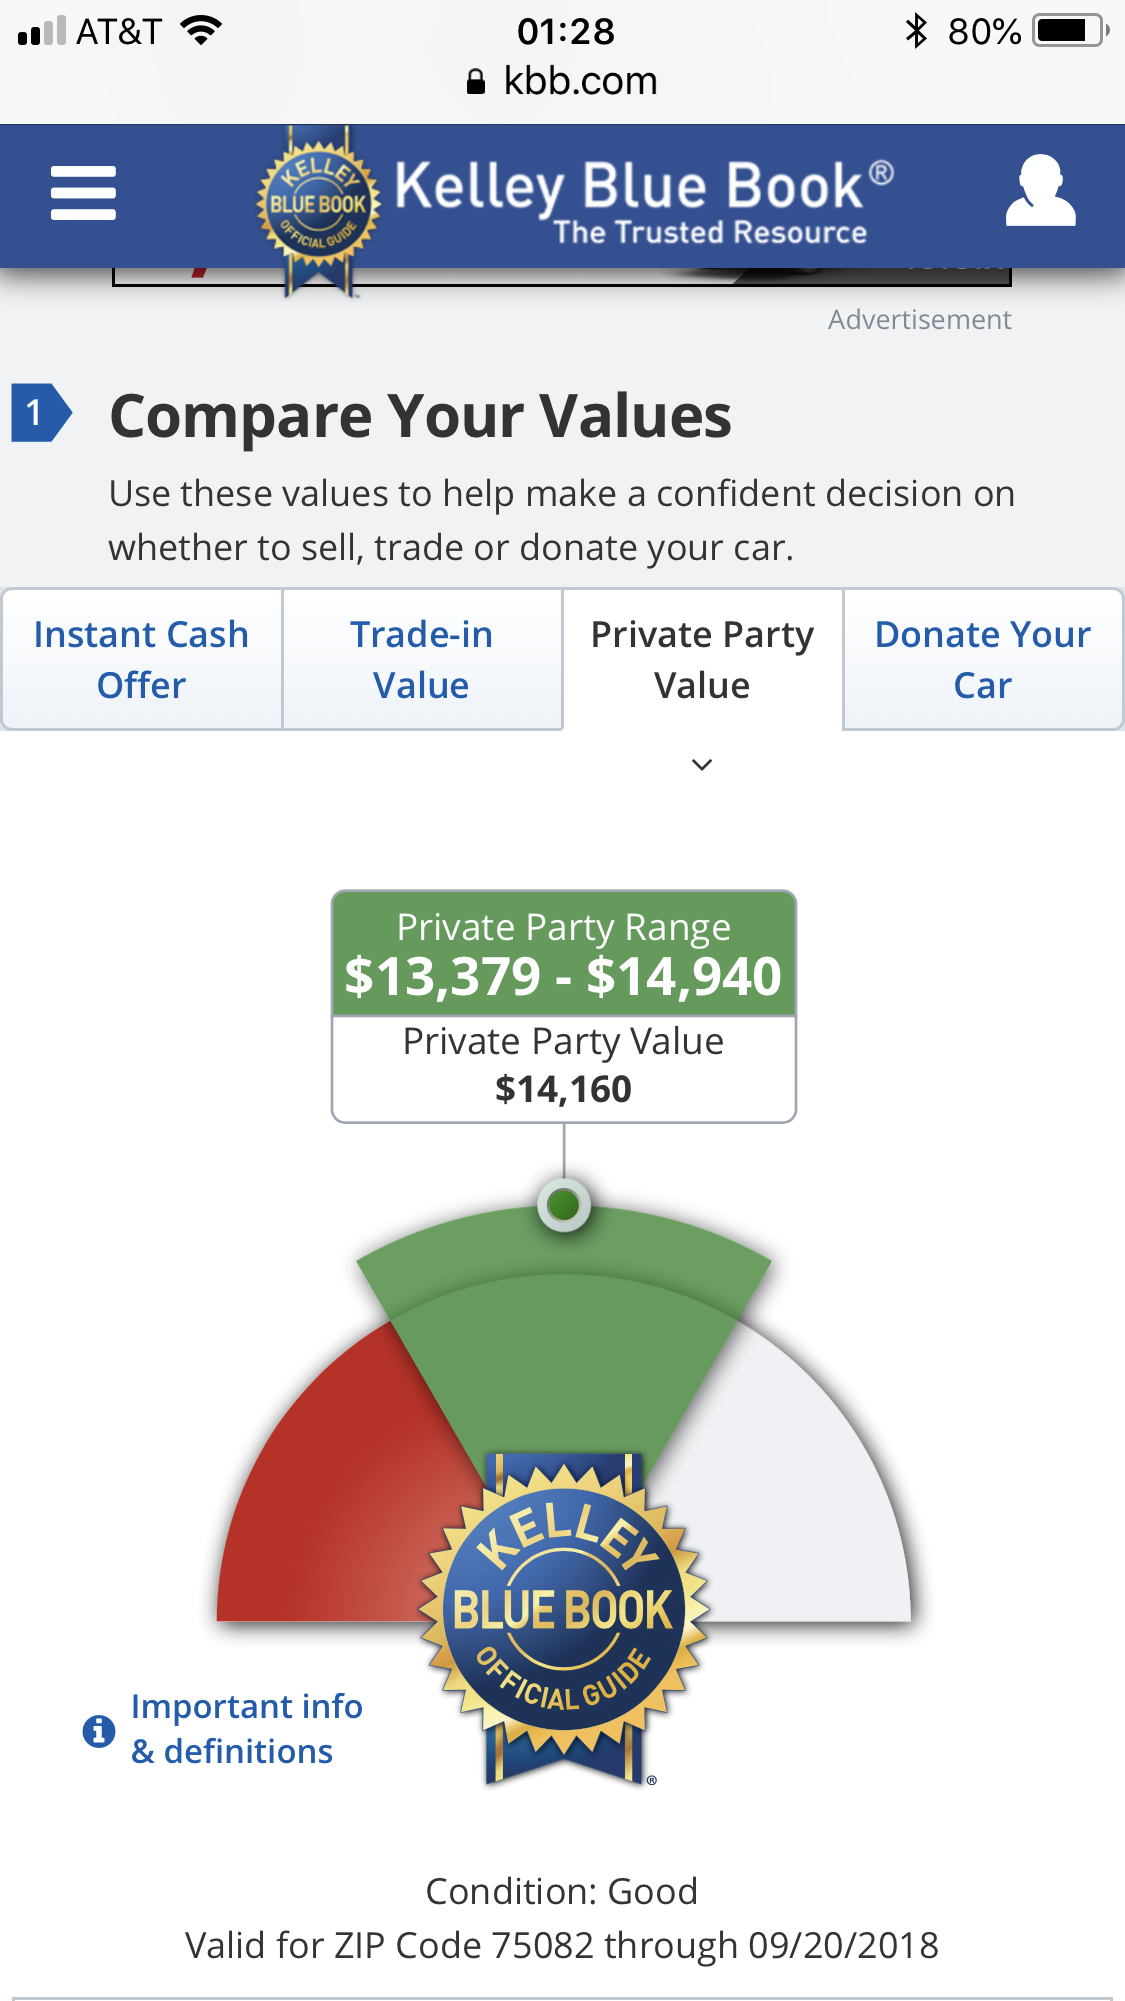 AT&T 01:28 80%
kbb.com
KELLEY
BLUE BOOK
OFFICIAL GUIDE
Kelley Blue Book®
The Trusted Resource
Advertisement
1 Compare Your Values
Use these values to help make a confident decision on
whether to sell, trade or donate your car.
Instant Cash
Offer
Trade-in
Value
Private Party
Value
Donate Your
Car
Private Party Range
$13,379 - $14,940
Private Party Value
$14,160
KELLEY
BLUE BOOK
OFFICIAL GUIDE
®
Important info
& definitions
Condition: Good
Valid for ZIP Code 75082 through 09/20/2018